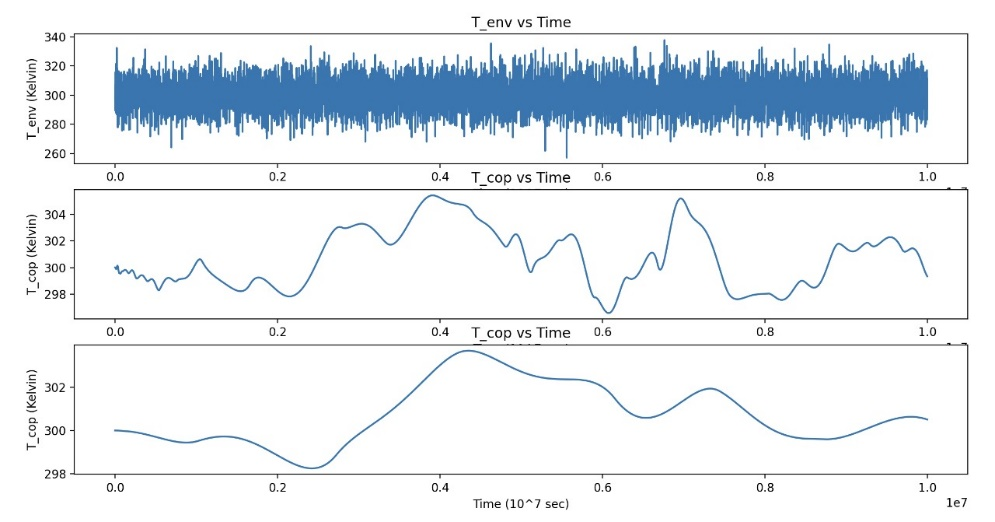 T_env vs Time
T_env (Kelvin)
340
320
300
280
260
0.0 0.2 0.4 0.6 0.8 1.0
T_cop vs Time
T_cop (Kelvin)
304
302
300
298
0.0 0.2 0.4 0.6 0.8 1.0
T_cop vs Time
T_cop (Kelvin)
302
300
298
0.0 0.2 0.4 0.6 0.8 1.0
Time (10^7 sec)
1e7